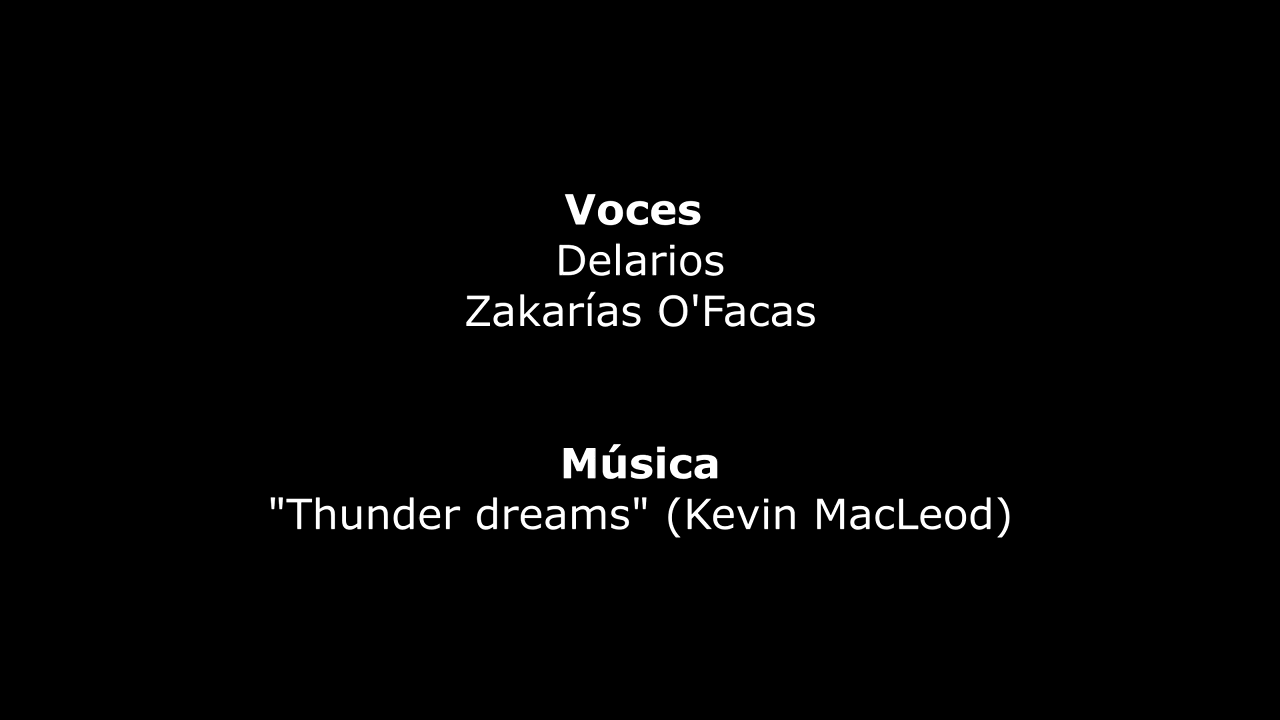 Voces
Delarios
Zakarías O'Facas
Música
"Thunder dreams" (Kevin MacLeod)